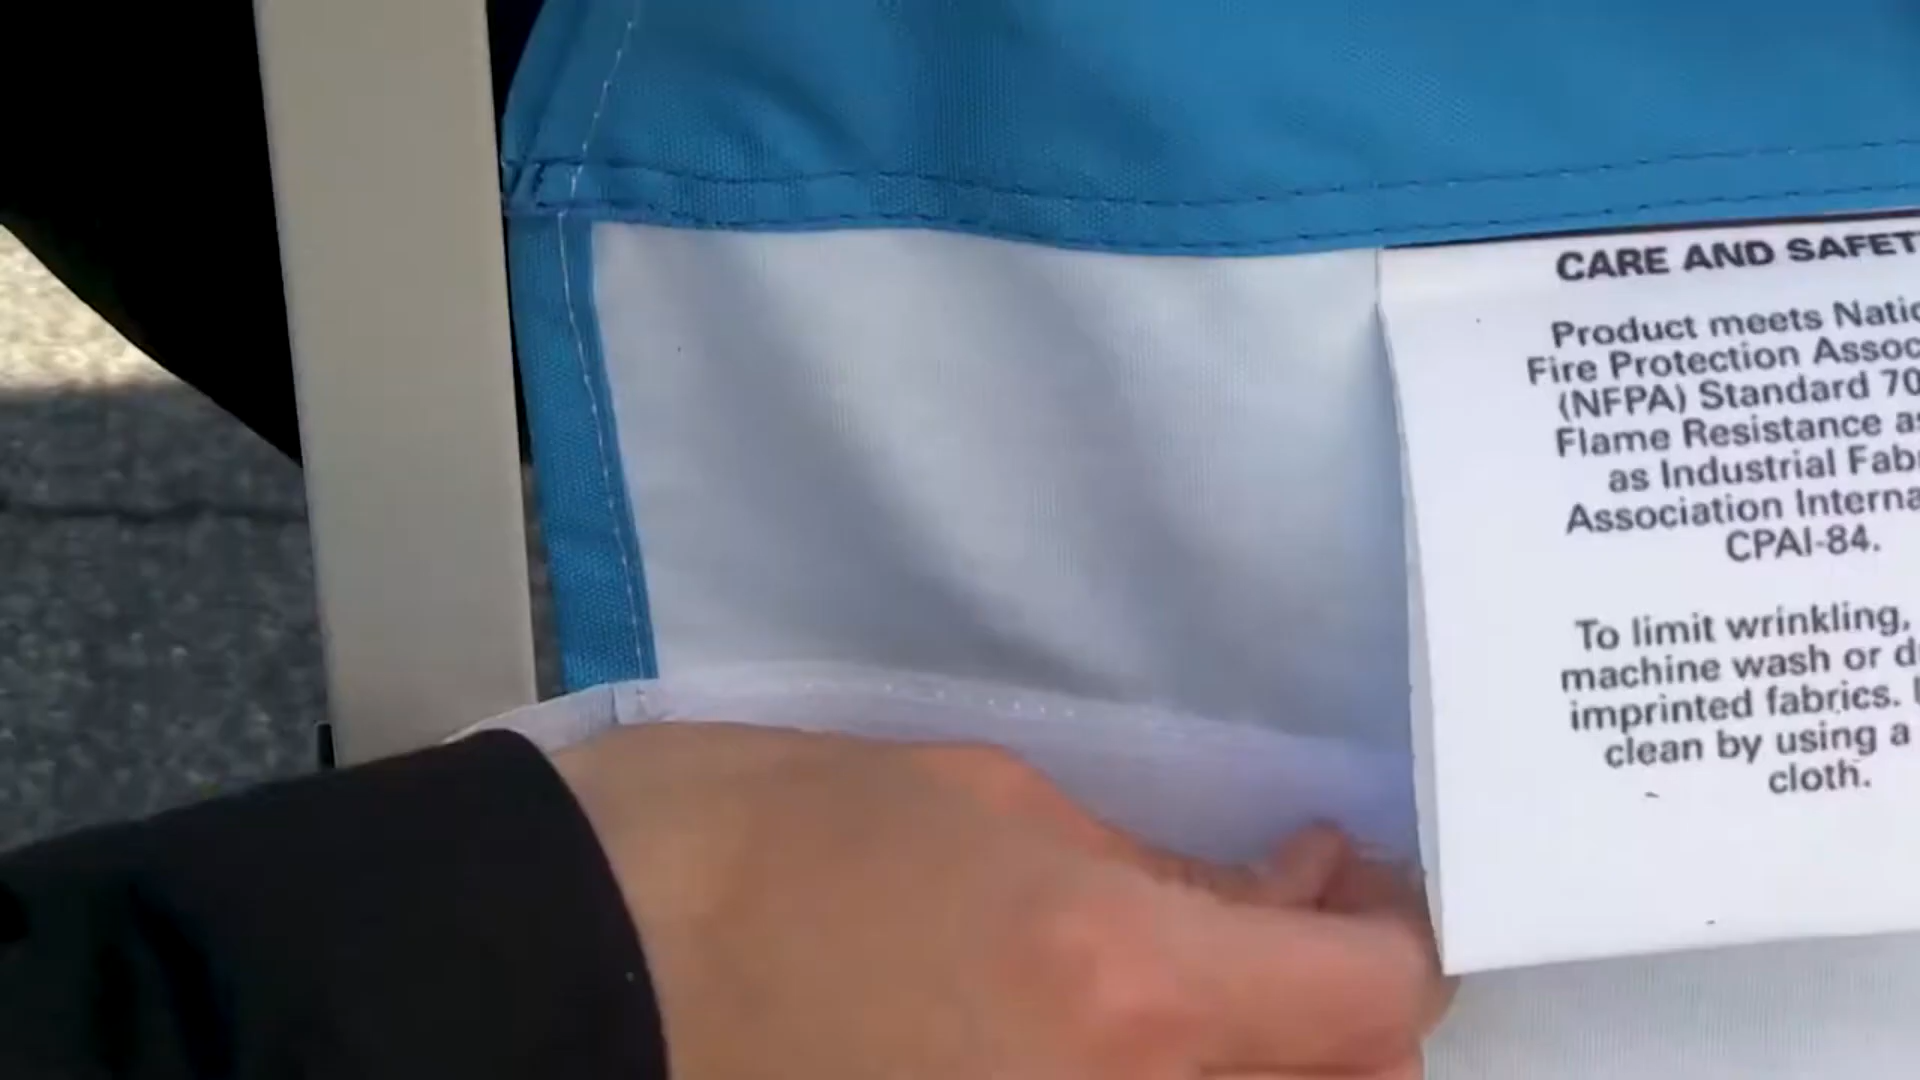 CARE AND SAFET
Product meets Natio
Fire Protection Assoc
(NFPA) Standard 70
Flame Resistance as
as Industrial Fab
Association Interna
CPAI-84.
To limit wrinkling,
machine wash or d
imprinted fabrics.
clean by using a
cloth.